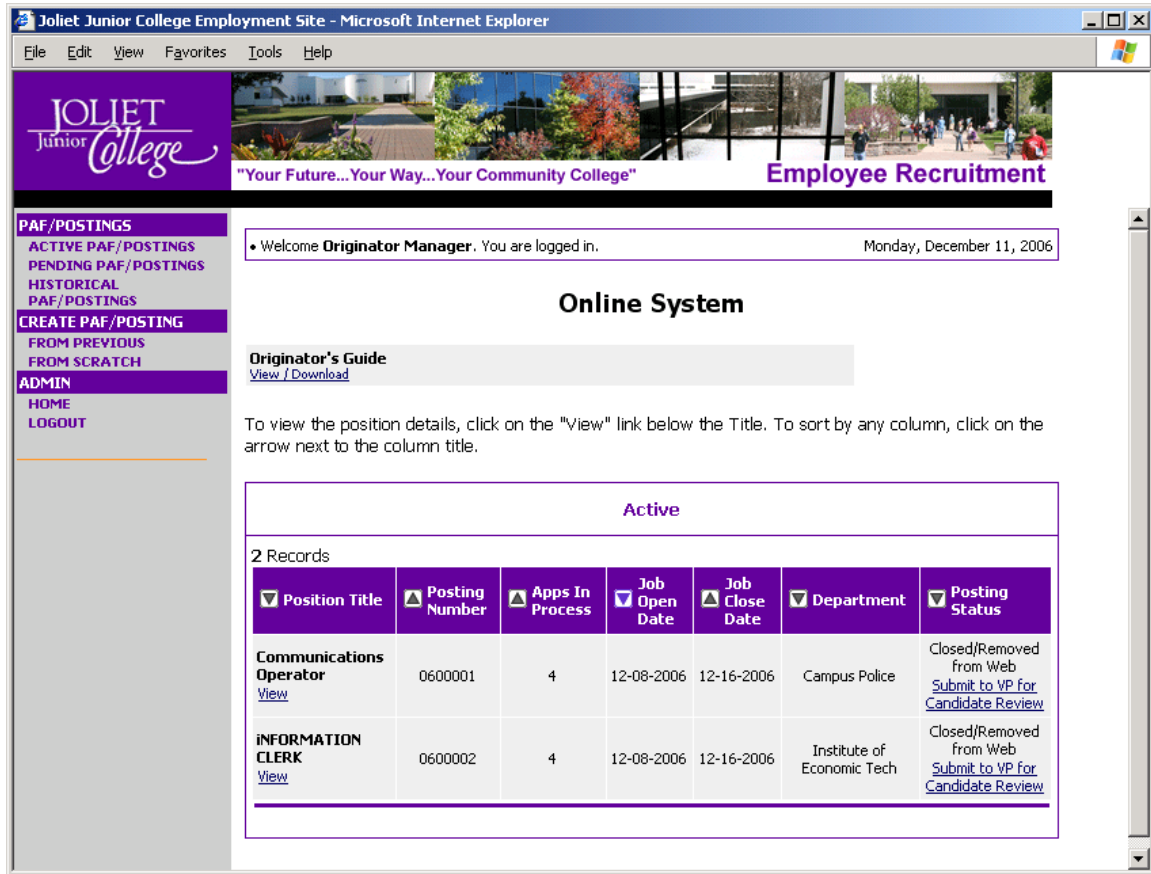 Joliet Junior College Employment Site - Microsoft Internet Explorer
File Edit View Favorites Tools Help
JOLIET
Junior College
"Your Future...Your Way...Your Community College"
Employee Recruitment
PAF/POSTINGS
ACTIVE PAF/POSTINGS
PENDING PAF/POSTINGS
HISTORICAL
PAF/POSTINGS
CREATE PAF/POSTING
FROM PREVIOUS
FROM SCRATCH
ADMIN
HOME
LOGOUT
• Welcome Originator Manager. You are logged in. Monday, December 11, 2006
Online System
Originator's Guide
View / Download
To view the position details, click on the "View" link below the Title. To sort by any column, click on the
arrow next to the column title.
Active
2 Records
Position Title
Posting
Number
Apps In
Process
Job
Open
Date
Job
Close
Date
Department
Posting
Status
Communications
Operator
View
0600001
4
12-08-2006
12-16-2006
Campus Police
Closed/Removed
from Web
Submit to VP for
Candidate Review
iNFORMATION
CLERK
View
0600002
4
12-08-2006
12-16-2006
Institute of
Economic Tech
Closed/Removed
from Web
Submit to VP for
Candidate Review